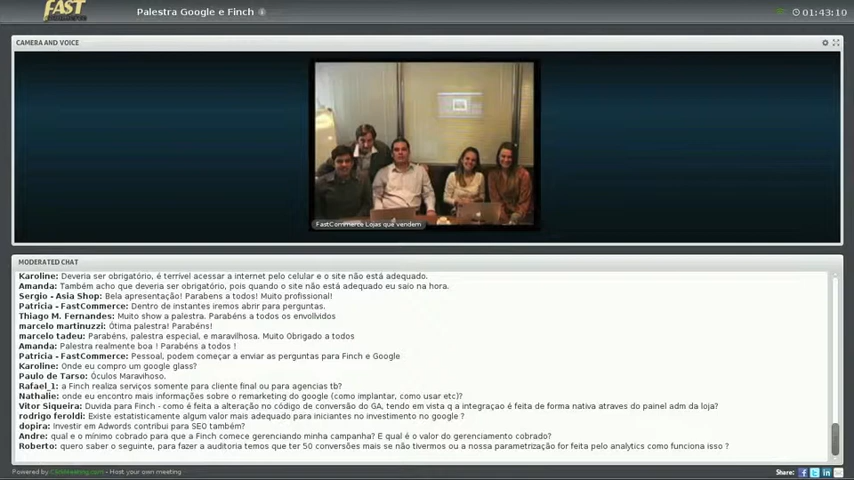 FAST
Palestra Google e Finch
01:43:10
CAMERA AND VOICE
FastCommerce Lojas que vendem
MODERATED CHAT
Karoline: Deveria ser obrigatório, é terrível acessar a internet pelo celular e o site não está adequado.
Amanda: Também acho que deveria ser obrigatório, pois quando o site não está adequado eu saio na hora.
Sergio - Asia Shop: Bela apresentação! Parabens a todos! Muito profissional!
Patricia - FastCommerce: Dentro de instantes iremos abrir para perguntas.
Thiago M. Fernandes: Muito show a palestra. Parabéns a todos os envollvidos
marcelo martinuzzi: Ótima palestra! Parabéns!
marcelo tadeu: Parabéns, palestra especial, e maravilhosa. Muito Obrigado a todos
Amanda: Palestra realmente boa ! Parabéns a todos !
Patricia - FastCommerce: Pessoal, podem começar a enviar as perguntas para Finch e Google
Karoline: Onde eu compro um google glass?
Paulo de Tarso: Óculos Maravilhoso.
Rafael_1: a Finch realiza serviços somente para cliente final ou para agencias tb?
Nathalie: onde eu encontro mais informações sobre o remarketing do google (como implantar, como usar etc)?
Vitor Siqueira: Duvida para Finch - como é feita a alteração no código de conversão do GA, tendo em vista q a integraçao é feita de forma nativa atraves do painel adm da loja?
rodrigo feroldi: Existe estatisticamente algum valor mais adequado para iniciantes no investimento no google ?
dopira: Investir em Adwords contribui para SEO também?
Andre: qual e o mínimo cobrado para que a Finch comece gerenciando minha campanha? E qual é o valor do gerenciamento cobrado?
Roberto: quero saber o seguinte, para fazer a auditoria temos que ter 50 conversões mais se não tivermos ou a nossa parametrização for feita pelo analytics como funciona isso ?
Powered by ClickMeeting.com - Host your own meeting
Share: